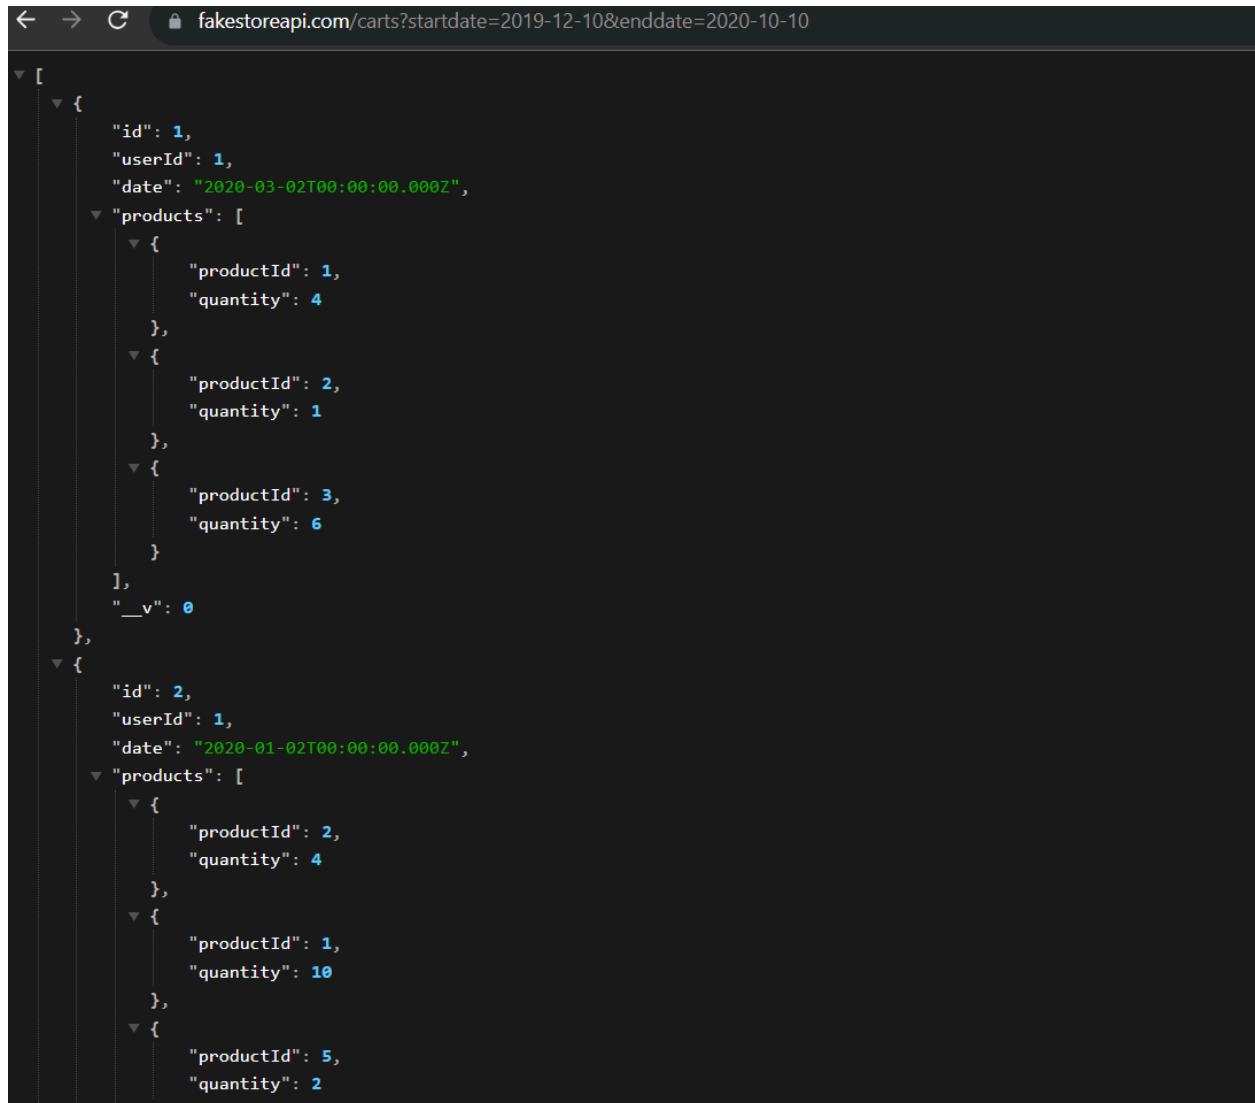 fakestoreapi.com/carts?startdate=2019-12-10&enddate=2020-10-10
[
{
"id": 1,
"userId": 1,
"date": "2020-03-02T00:00:00.000Z",
"products": [
{
"productId": 1,
"quantity": 4
},
{
"productId": 2,
"quantity": 1
},
{
"productId": 3,
"quantity": 6
}
],
"__v": 0
},
{
"id": 2,
"userId": 1,
"date": "2020-01-02T00:00:00.000Z",
"products": [
{
"productId": 2,
"quantity": 4
},
{
"productId": 1,
"quantity": 10
},
{
"productId": 5,
"quantity": 2